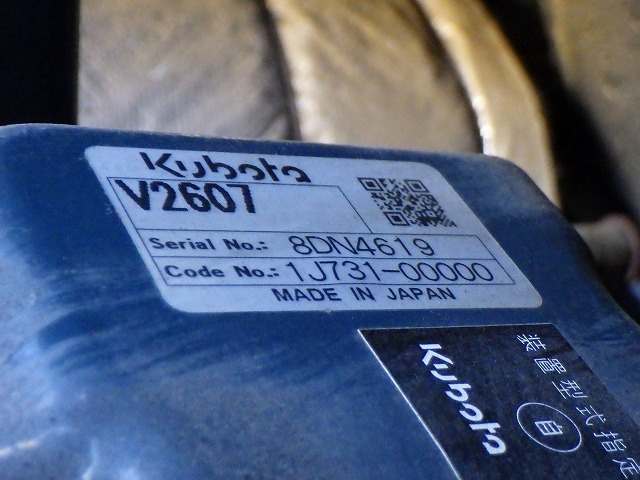 Kubota
V2607
Serial No.: 8DN4619
Code No.: 1J731-00000
MADE IN JAPAN
装置型式指定
自
Kubota